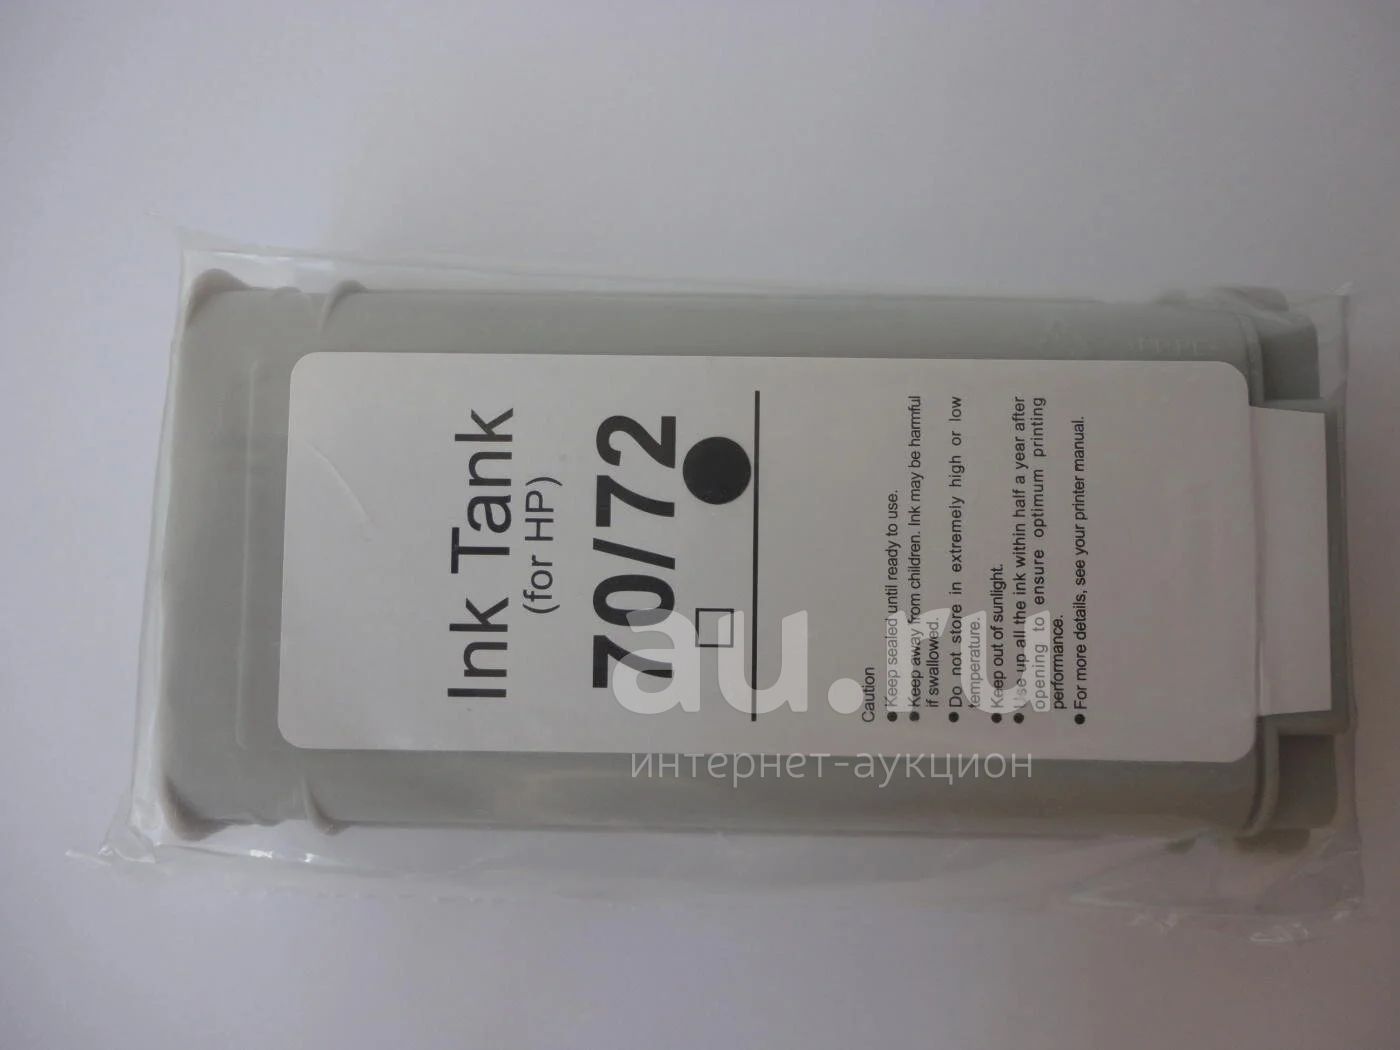 Ink Tank
(for HP)
70/72
Caution
● Keep sealed until ready to use.
● Keep away from children. Ink may be harmful
if swallowed.
● Do not store in extremely high or low
temperature.
● Keep out of sunlight.
● Use up all the ink within half a year after
opening to ensure optimum printing
performance.
● For more details, see your printer manual.
au.ru
интернет-аукцион